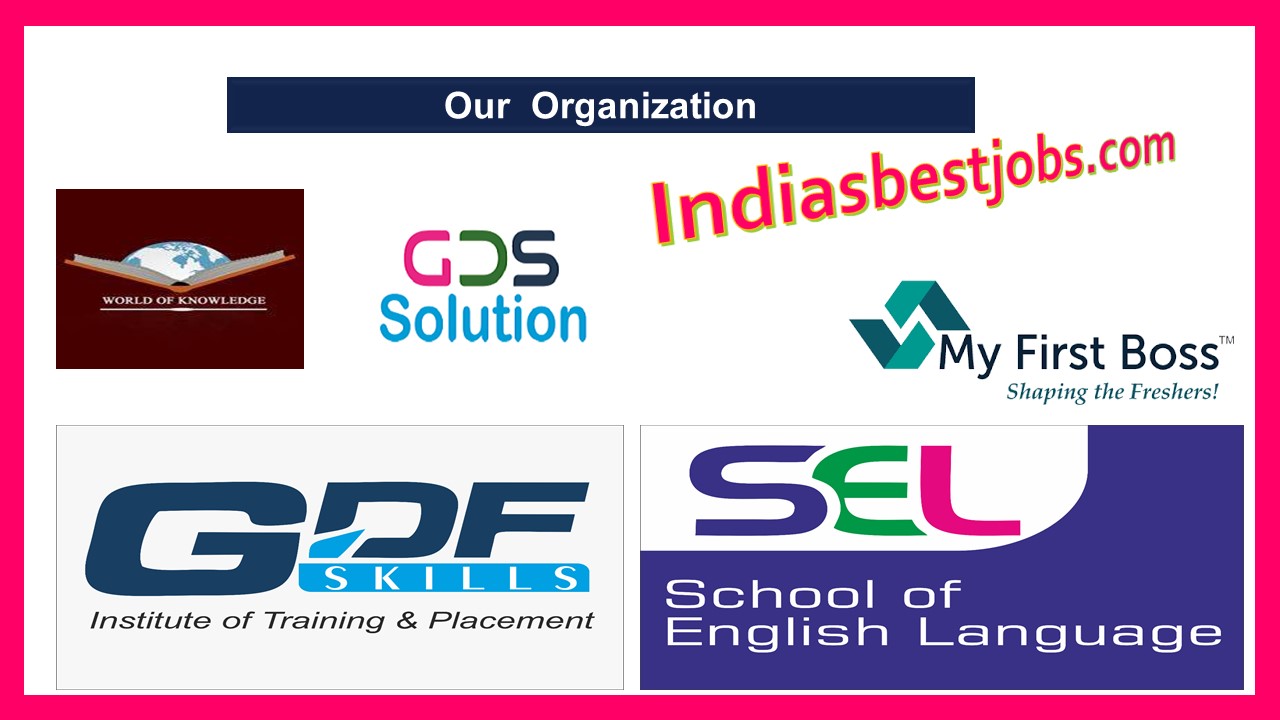 Our Organization
Indiasbestjobs.com
WORLD OF KNOWLEDGE
GDS
Solution
My First Boss™
Shaping the Freshers!
GDF
SKILLS
Institute of Training & Placement
SEL
School of
English Language